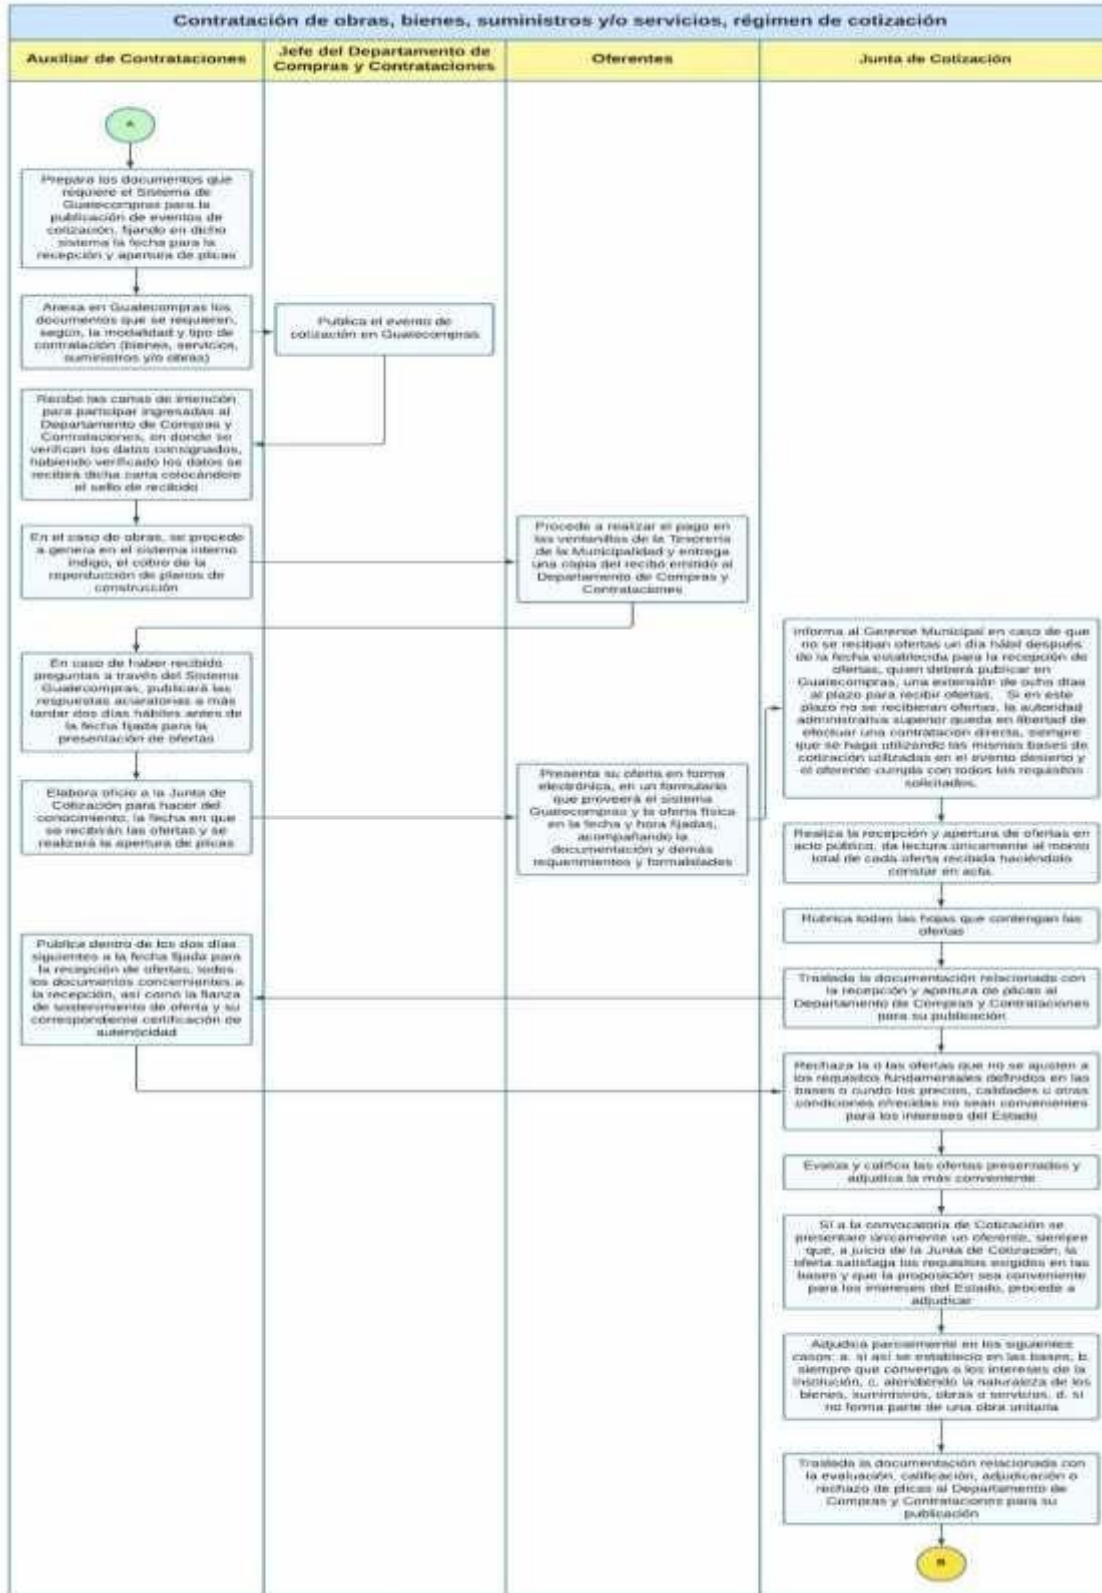 Contratación de obras, bienes, suministros y/o servicios, régimen de cotización
Auxiliar de Contrataciones
Jefe del Departamento de
Compras y Contrataciones
Oferentes
Junta de Cotización
A
Prepara los documentos que
requiere el Sistema de
Guatecompras para la
publicación de eventos de
cotización, fijando en dicho
sistema la fecha para la
recepción y apertura de plicas
Anexa en Guatecompras los
documentos que se requieren,
según, la modalidad y tipo de
contratación (bienes, servicios,
suministros y/o obras)
Publica el evento de
cotización en Guatecompras
Recibe las cartas de intención
para participar ingresadas al
Departamento de Compras y
Contrataciones, en donde se
verifican los datos consignados,
habiendo verificado los datos se
recibirá dicha carta colocándole
el sello de recibido
En el caso de obras, se procede
a genera en el sistema interno
indigo, el cobro de la
reproducción de planos de
construcción
Procede a realizar el pago en
las ventanillas de la Tesorería
de la Municipalidad y entrega
una copia del recibo emitido al
Departamento de Compras y
Contrataciones
En caso de haber recibido
preguntas a través del Sistema
Guatecompras, publicará las
respuestas aclaratorias a más
tardar dos días hábiles antes de
la fecha fijada para la
presentación de ofertas
Elabora oficio a la Junta de
Cotización para hacer del
conocimiento, la fecha en que
se recibirán las ofertas y se
realizará la apertura de plicas
Presenta su oferta en forma
electrónica, en un formulario
que proveerá el sistema
Guatecompras y la oferta física
en la fecha y hora fijadas,
acompañando la
documentación y demás
requerimientos y formalidades
Informa al Gerente Municipal en caso de que
no se reciban ofertas un día hábil después
de la fecha establecida para la recepción de
ofertas, quien deberá publicar en
Guatecompras, una extensión de ocho días
al plazo para recibir ofertas. Si en este
plazo no se recibieran ofertas, la autoridad
administrativa superior queda en libertad de
efectuar una contratación directa, siempre
que se haga utilizando las mismas bases de
cotización utilizadas en el evento desierto y
el oferente cumpla con todos los requisitos
solicitados.
Realiza la recepción y apertura de ofertas en
acto público, da lectura únicamente al monto
total de cada oferta recibida haciéndolo
constar en acta.
Rubrica todas las hojas que contengan las
ofertas
Traslada la documentación relacionada con
la recepción y apertura de plicas al
Departamento de Compras y Contrataciones
para su publicación
Publica dentro de los dos días
siguientes a la fecha fijada para
la recepción de ofertas, todos
los documentos concernientes a
la recepción, así como la fianza
de sostenimiento de oferta y su
correspondiente certificación de
autenticidad
Rechaza la o las ofertas que no se ajusten a
los requisitos fundamentales definidos en las
bases o cundo los precios, calidades u otras
condiciones ofrecidas no sean convenientes
para los intereses del Estado
Evalúa y califica las ofertas presentados y
adjudica la más conveniente
Si a la convocatoria de Cotización se
presentare únicamente un oferente, siempre
que, a juicio de la Junta de Cotización, la
oferta satisfaga los requisitos exigidos en las
bases y que la proposición sea conveniente
para los intereses del Estado, procede a
adjudicar
Adjudica parcialmente en los siguientes
casos: a. si así se estableció en las bases, b.
siempre que convenga a los intereses de la
Institución, c. atendiendo la naturaleza de los
bienes, suministros, obras o servicios, d. si
no forma parte de una obra unitaria
Traslada la documentación relacionada con
la evaluación, calificación, adjudicación o
rechazo de plicas al Departamento de
Compras y Contrataciones para su
publicación
B